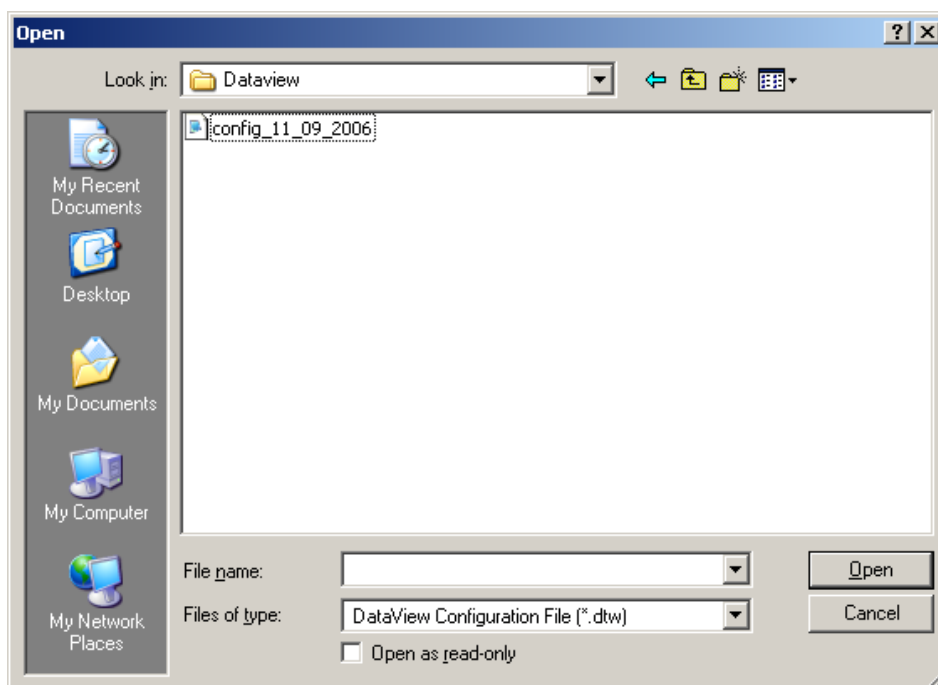 Open
Look in:
Dataview
config_11_09_2006
My Recent
Documents
Desktop
My Documents
My Computer
My Network
Places
File name:
Open
Files of type:
DataView Configuration File (*.dtw)
Cancel
Open as read-only